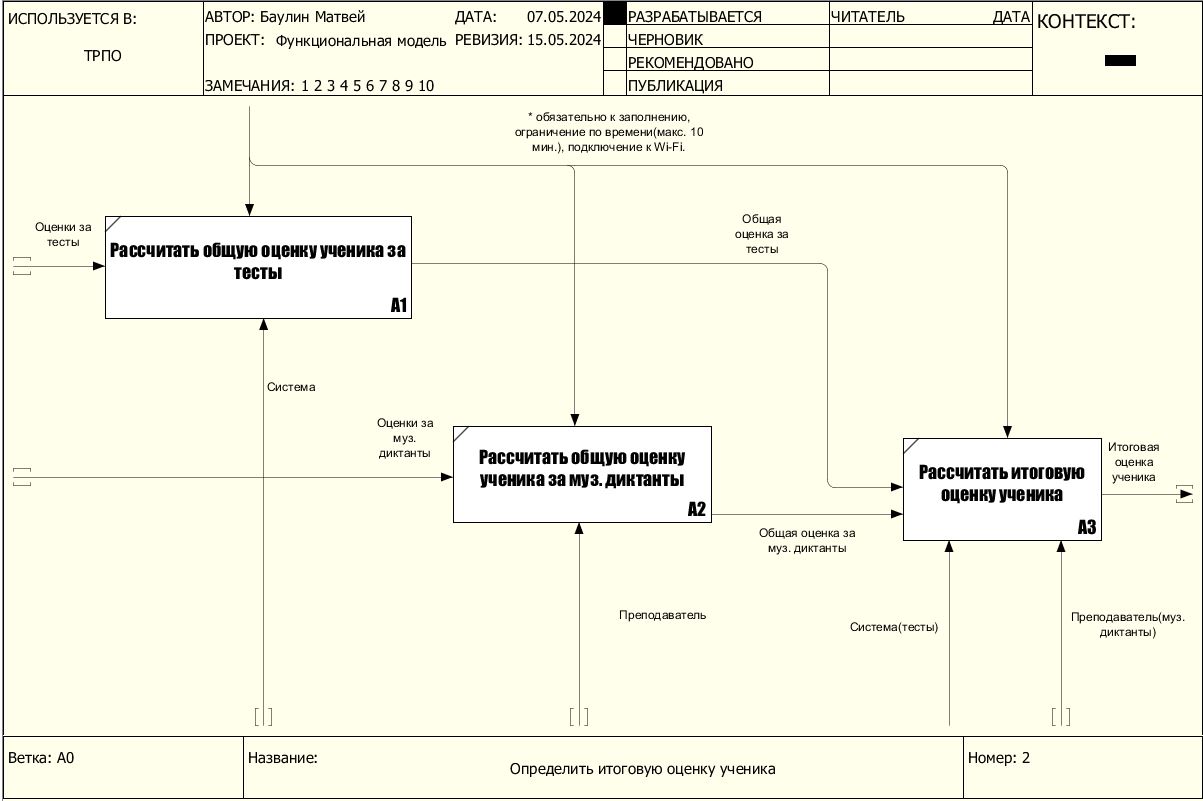 ИСПОЛЬЗУЕТСЯ В:
ТРПО
АВТОР: Баулин Матвей
ДАТА: 07.05.2024
ПРОЕКТ: Функциональная модель
РЕВИЗИЯ: 15.05.2024
ЗАМЕЧАНИЯ: 1 2 3 4 5 6 7 8 9 10
РАЗРАБАТЫВАЕТСЯ
ЧЕРНОВИК
РЕКОМЕНДОВАНО
ПУБЛИКАЦИЯ
ЧИТАТЕЛЬ
ДАТА
КОНТЕКСТ:
* обязательно к заполнению,
ограничение по времени(макс. 10
мин.), подключение к Wi-Fi.
Оценки за
тесты
Рассчитать общую оценку ученика за
тесты
A1
Общая
оценка за
тесты
Система
Оценки за
муз.
диктанты
Рассчитать общую оценку
ученика за муз. диктанты
A2
Рассчитать итоговую
оценку ученика
A3
Итоговая
оценка
ученика
Общая оценка за
муз. диктанты
Преподаватель
Система(тесты)
Преподаватель(муз.
диктанты)
Ветка: A0
Название:
Определить итоговую оценку ученика
Номер: 2